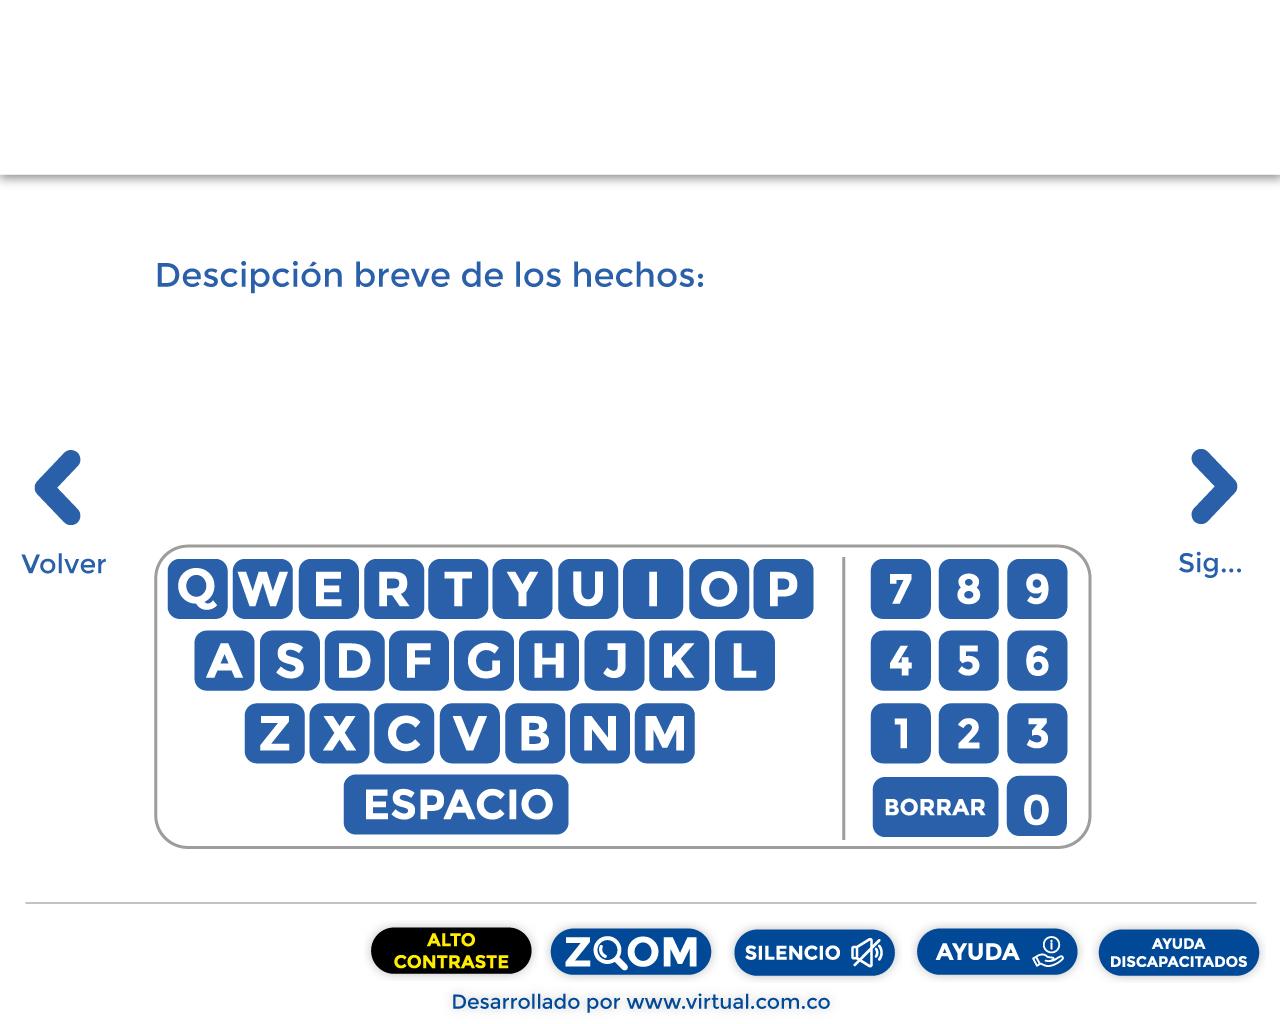 Descipción breve de los hechos:
Volver
Sig...
Q W E R T Y U I O P
7 8 9
A S D F G H J K L
4 5 6
Z X C V B N M
1 2 3
ESPACIO
BORRAR 0
ALTO
CONTRASTE
ZOOM
SILENCIO
AYUDA
AYUDA
DISCAPACITADOS
Desarrollado por www.virtual.com.co